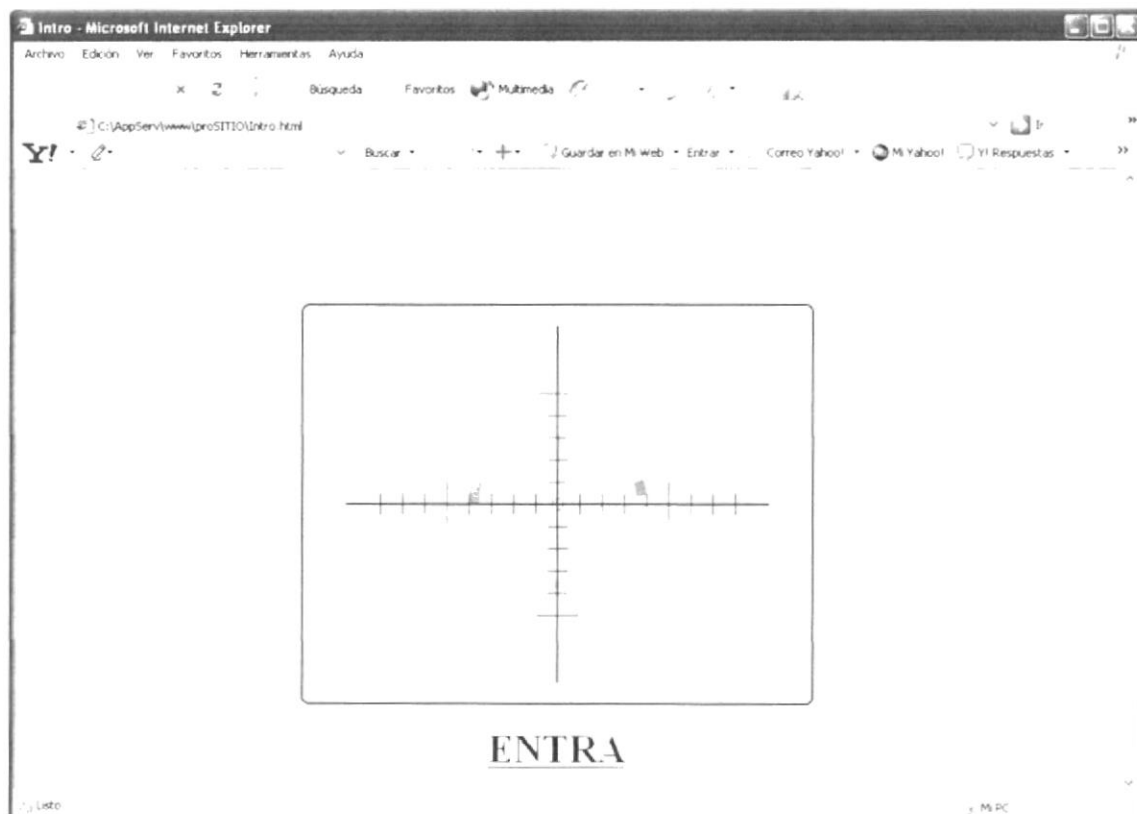 Intro - Microsoft Internet Explorer
Archivo Edición Ver Favoritos Herramientas Ayuda
Búsqueda Favoritos Multimedia
C:\AppServ\www\proSITIO\Intro.html Ir
Y! Buscar Guardar en Mi Web Entrar Correo Yahoo! Mi Yahoo! Y! Respuestas
ENTRA
Listo Mi PC